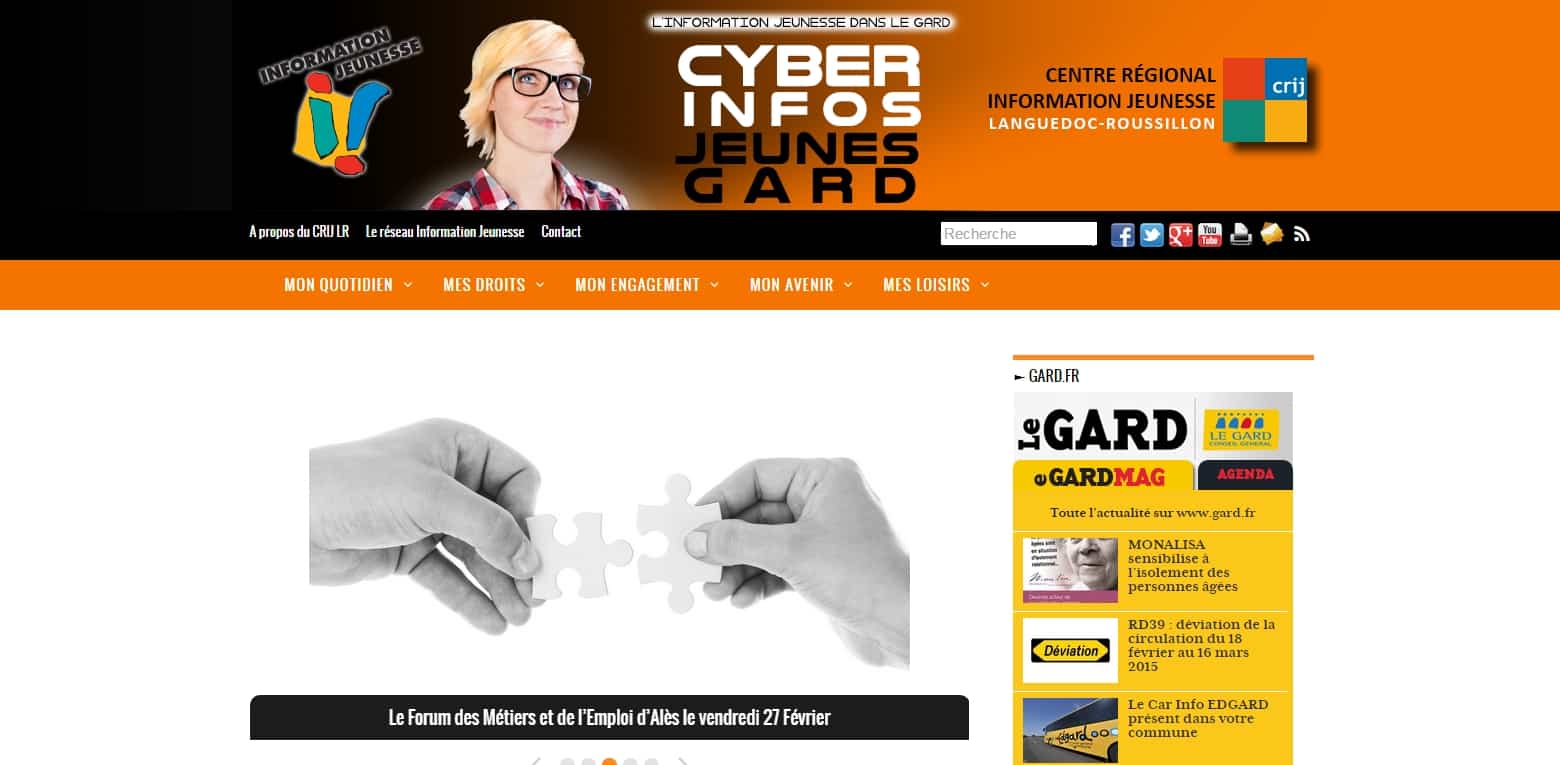 INFORMATION
JEUNESSE
L'INFORMATION JEUNESSE DANS LE GARD
CYBER
INFOS
JEUNES
GARD
CENTRE RÉGIONAL
INFORMATION JEUNESSE
LANGUEDOC-ROUSSILLON
crij
A propos du CRIJ LR Le réseau Information Jeunesse Contact
Recherche
You
Tube
MON QUOTIDIEN MES DROITS MON ENGAGEMENT MON AVENIR MES LOISIRS
► GARD.FR
Le GARD
LE GARD
CONSEIL GÉNÉRAL
eGARDMAG
AGENDA
Toute l'actualité sur www.gard.fr
MONALISA
sensibilise à
l'isolement des
personnes âgées
Déviation
RD39 : déviation de la
circulation du 18
février au 16 mars
2015
Edgard
Le Car Info EDGARD
présent dans votre
commune
Le Forum des Métiers et de l'Emploi d'Alès le vendredi 27 Février